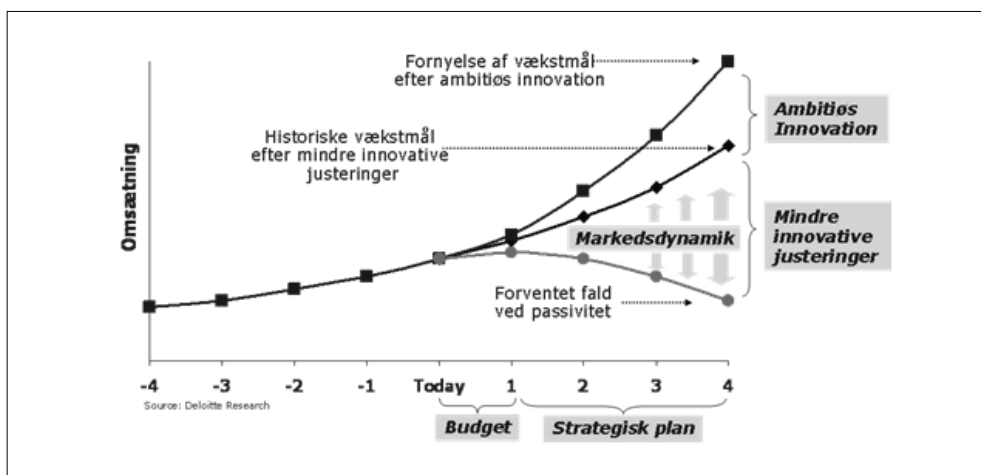 Fornyelse af vækstmål
efter ambitiøs innovation
Ambitiøs
Innovation
Historiske vækstmål
efter mindre innovative
justeringer
Omsætning
Markedsdynamik
Mindre
innovative
justeringer
Forventet fald
ved passivitet
-4 -3 -2 -1 Today 1 2 3 4
Source: Deloitte Research
Budget
Strategisk plan